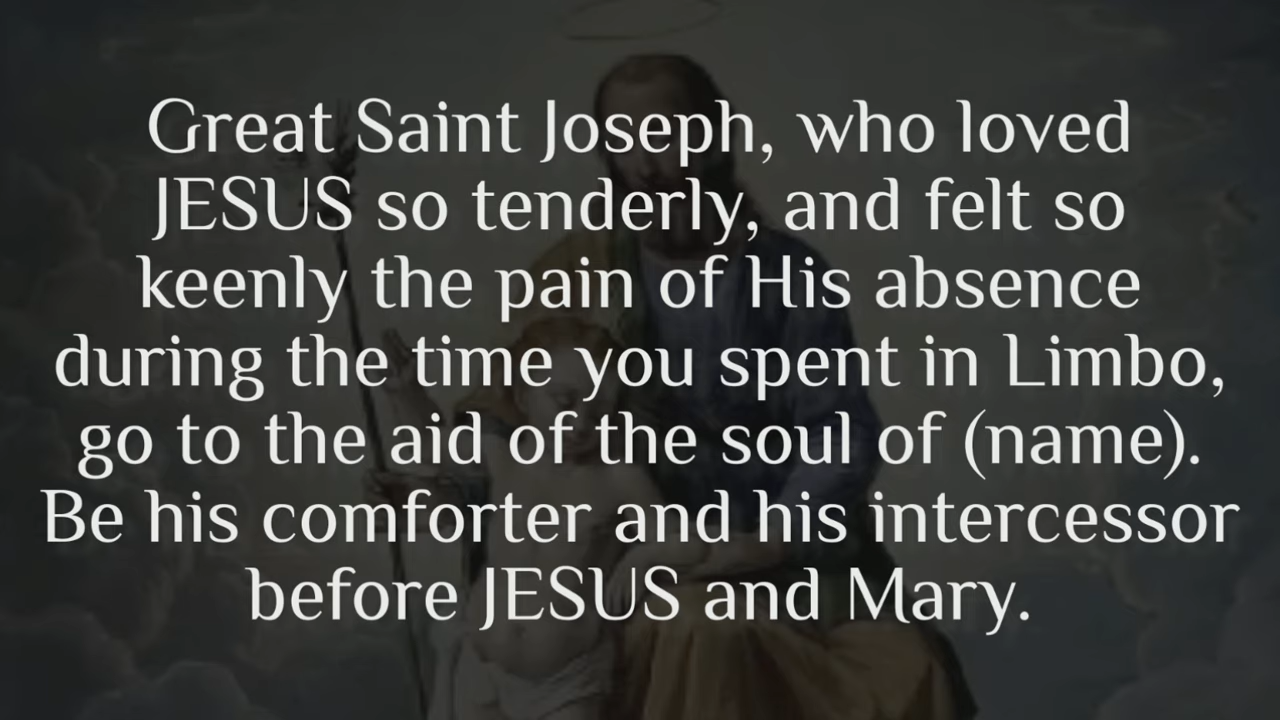 Great Saint Joseph, who loved
JESUS so tenderly, and felt so
keenly the pain of His absence
during the time you spent in Limbo,
go to the aid of the soul of (name).
Be his comforter and his intercessor
before JESUS and Mary.